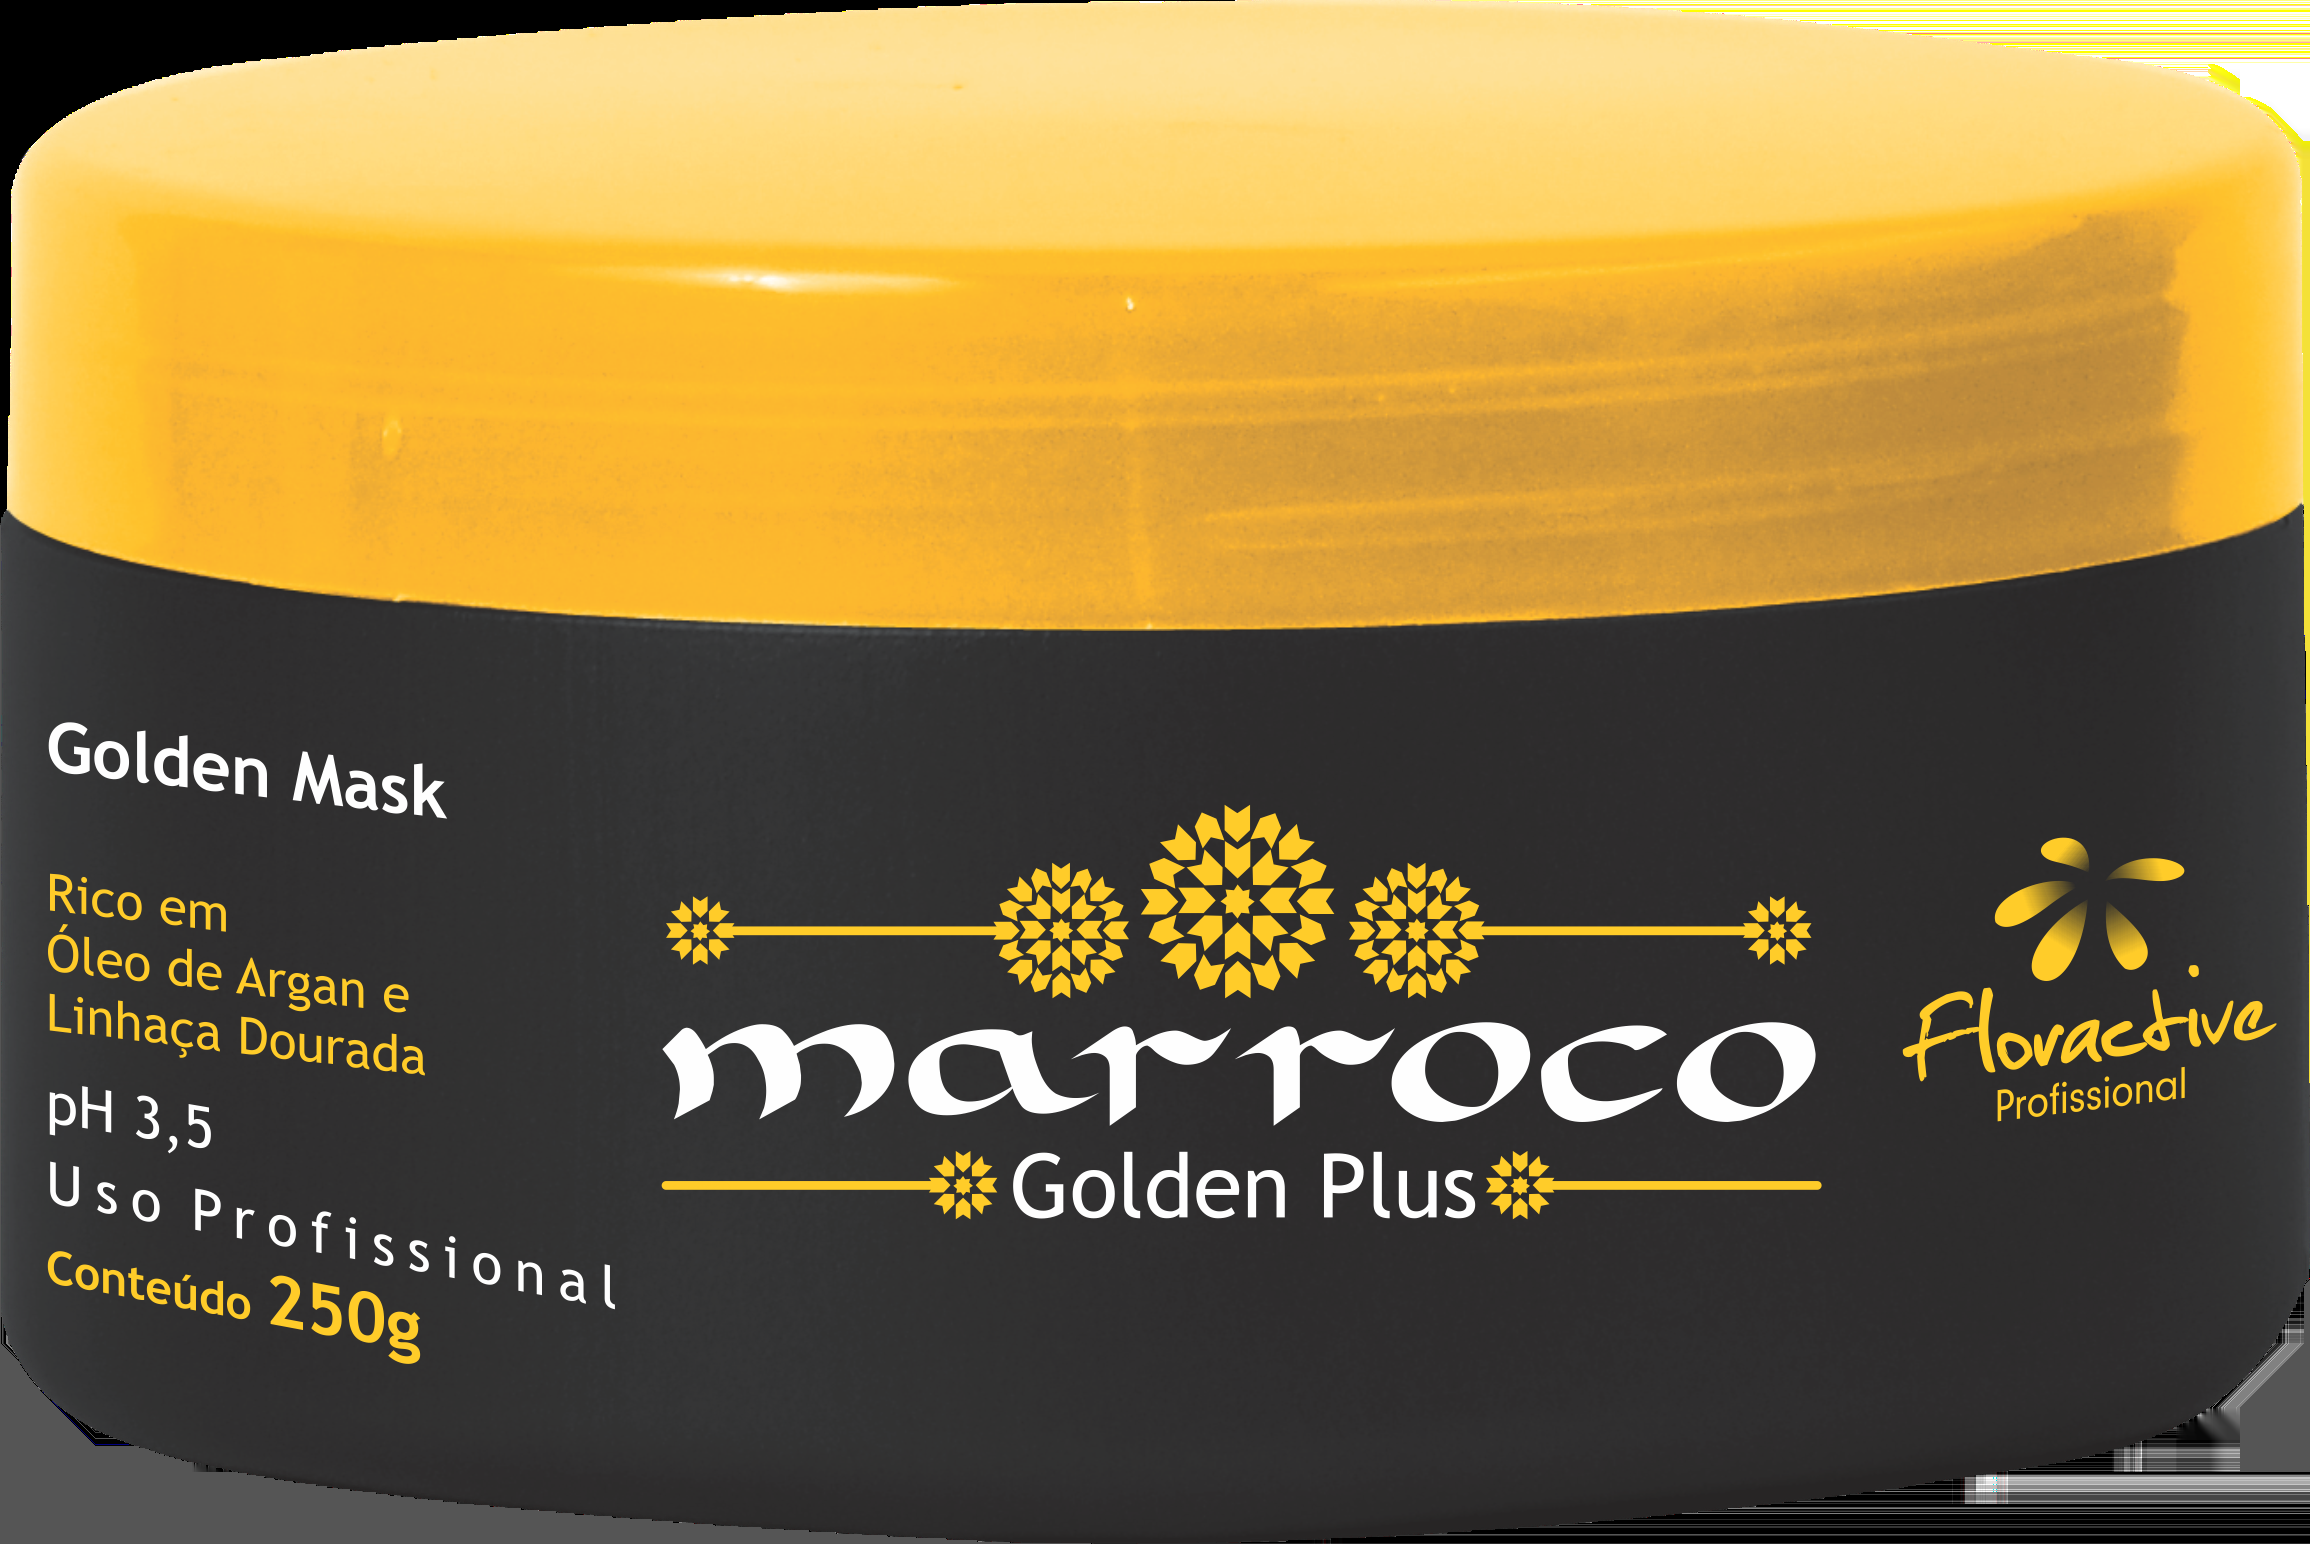 Golden Mask
Rico em
Óleo de Argan e
Linhaça Dourada
pH 3,5
Uso Profissional
Conteúdo 250g
marroco
Golden Plus
Floractive
Profissional